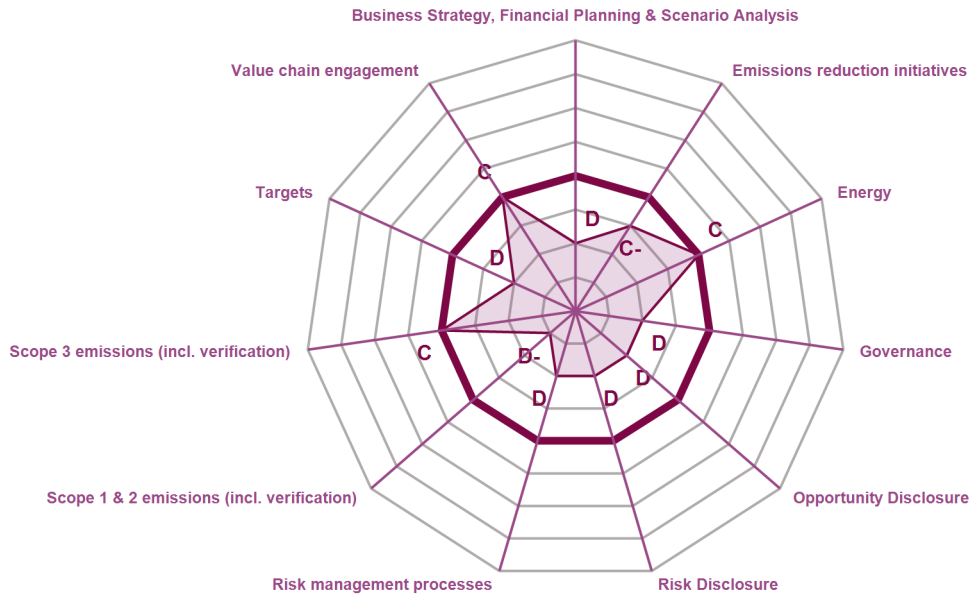 Business Strategy, Financial Planning & Scenario Analysis
Value chain engagement
Emissions reduction initiatives
C
Targets
Energy
D
C
C-
D
Scope 3 emissions (incl. verification)
Governance
C
D-
D
D
D
D
Scope 1 & 2 emissions (incl. verification)
Opportunity Disclosure
Risk management processes
Risk Disclosure